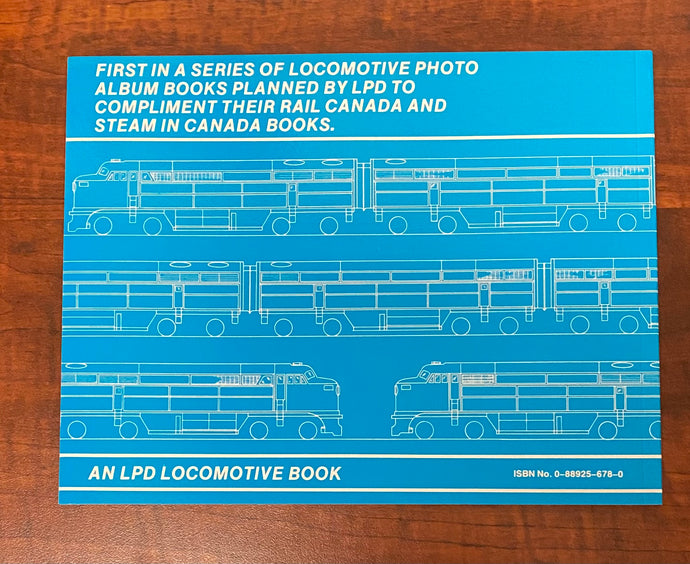 FIRST IN A SERIES OF LOCOMOTIVE PHOTO
ALBUM BOOKS PLANNED BY LPD TO
COMPLIMENT THEIR RAIL CANADA AND
STEAM IN CANADA BOOKS.
AN LPD LOCOMOTIVE BOOK
ISBN No. 0-88925-678-0